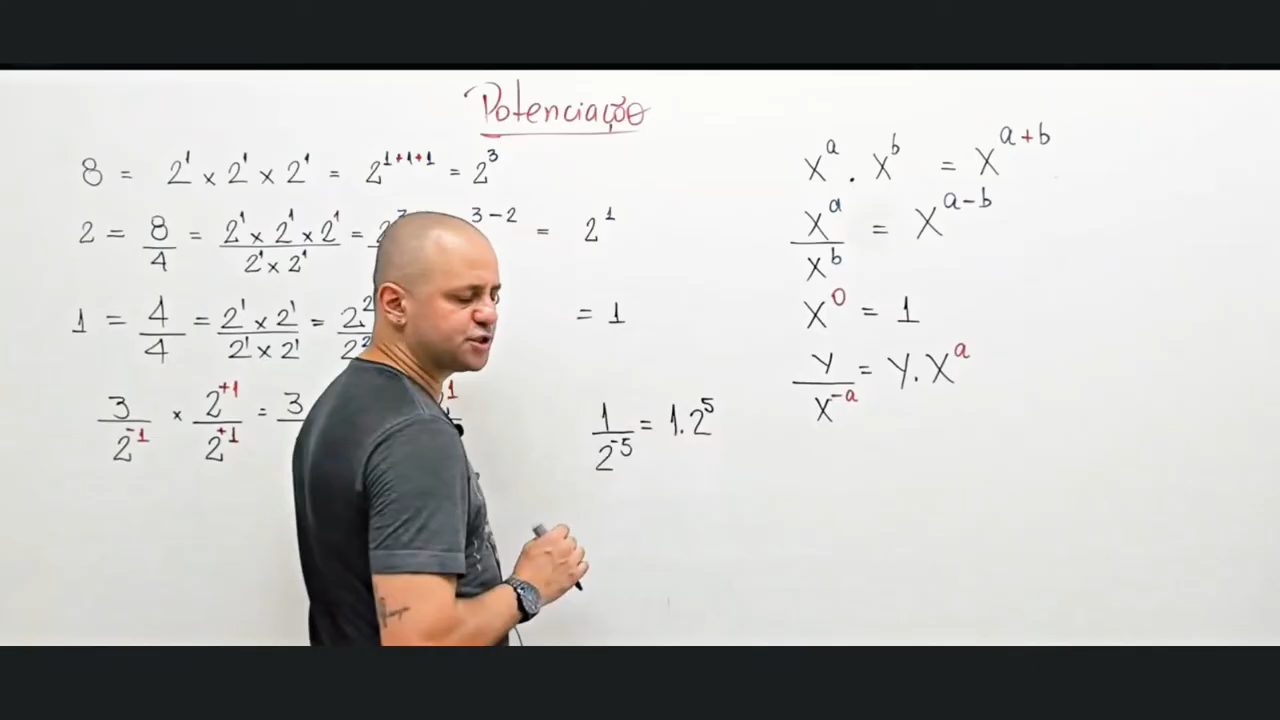 Potenciação
8 = 2¹ × 2¹ × 2¹ = 2¹⁺¹⁺¹ = 2³
2 = 8/4 = (2¹ × 2¹ × 2¹)/(2¹ × 2¹) = ³⁻² = 2¹
1 = 4/4 = (2¹ × 2¹)/(2¹ × 2¹) = 2²/2² = 1
3/2⁻¹ × 2⁺¹/2⁺¹ = 3
1/2⁻⁵ = 1.2⁵
xᵃ . xᵇ = xᵃ⁺ᵇ
xᵃ/xᵇ = xᵃ⁻ᵇ
x⁰ = 1
y/x⁻ᵃ = y.xᵃ